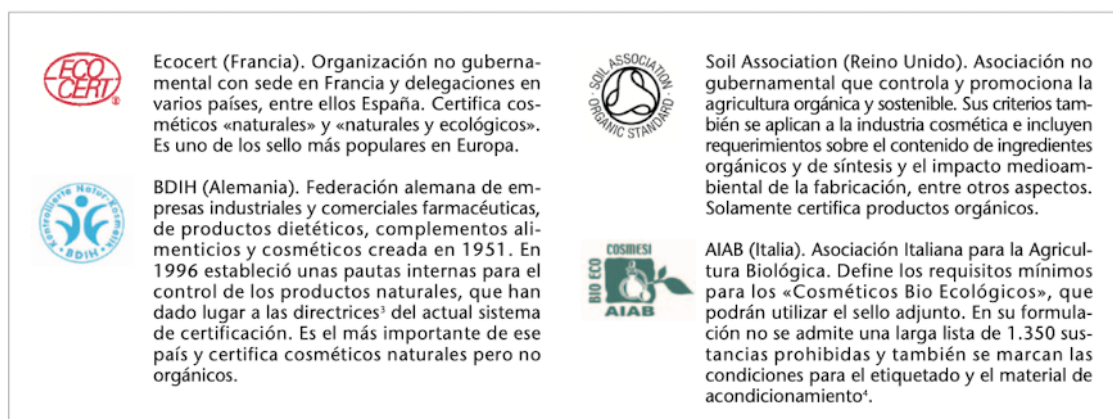 ECO
CERT
®
Ecocert (Francia). Organización no guberna-
mental con sede en Francia y delegaciones en
varios países, entre ellos España. Certifica cos-
méticos «naturales» y «naturales y ecológicos».
Es uno de los sello más populares en Europa.
Kontrollierte Natur-Kosmetik
· BDIH ·
BDIH (Alemania). Federación alemana de em-
presas industriales y comerciales farmacéuticas,
de productos dietéticos, complementos ali-
menticios y cosméticos creada en 1951. En
1996 estableció unas pautas internas para el
control de los productos naturales, que han
dado lugar a las directrices³ del actual sistema
de certificación. Es el más importante de ese
país y certifica cosméticos naturales pero no
orgánicos.
· SOIL ASSOCIATION ·
ORGANIC STANDARD
Soil Association (Reino Unido). Asociación no
gubernamental que controla y promociona la
agricultura orgánica y sostenible. Sus criterios tam-
bién se aplican a la industria cosmética e incluyen
requerimientos sobre el contenido de ingredientes
orgánicos y de síntesis y el impacto medioam-
biental de la fabricación, entre otros aspectos.
Solamente certifica productos orgánicos.
COSMESI
BIO ECO
AIAB
AIAB (Italia). Asociación Italiana para la Agricul-
tura Biológica. Define los requisitos mínimos
para los «Cosméticos Bio Ecológicos», que
podrán utilizar el sello adjunto. En su formula-
ción no se admite una larga lista de 1.350 sus-
tancias prohibidas y también se marcan las
condiciones para el etiquetado y el material de
acondicionamiento⁴.